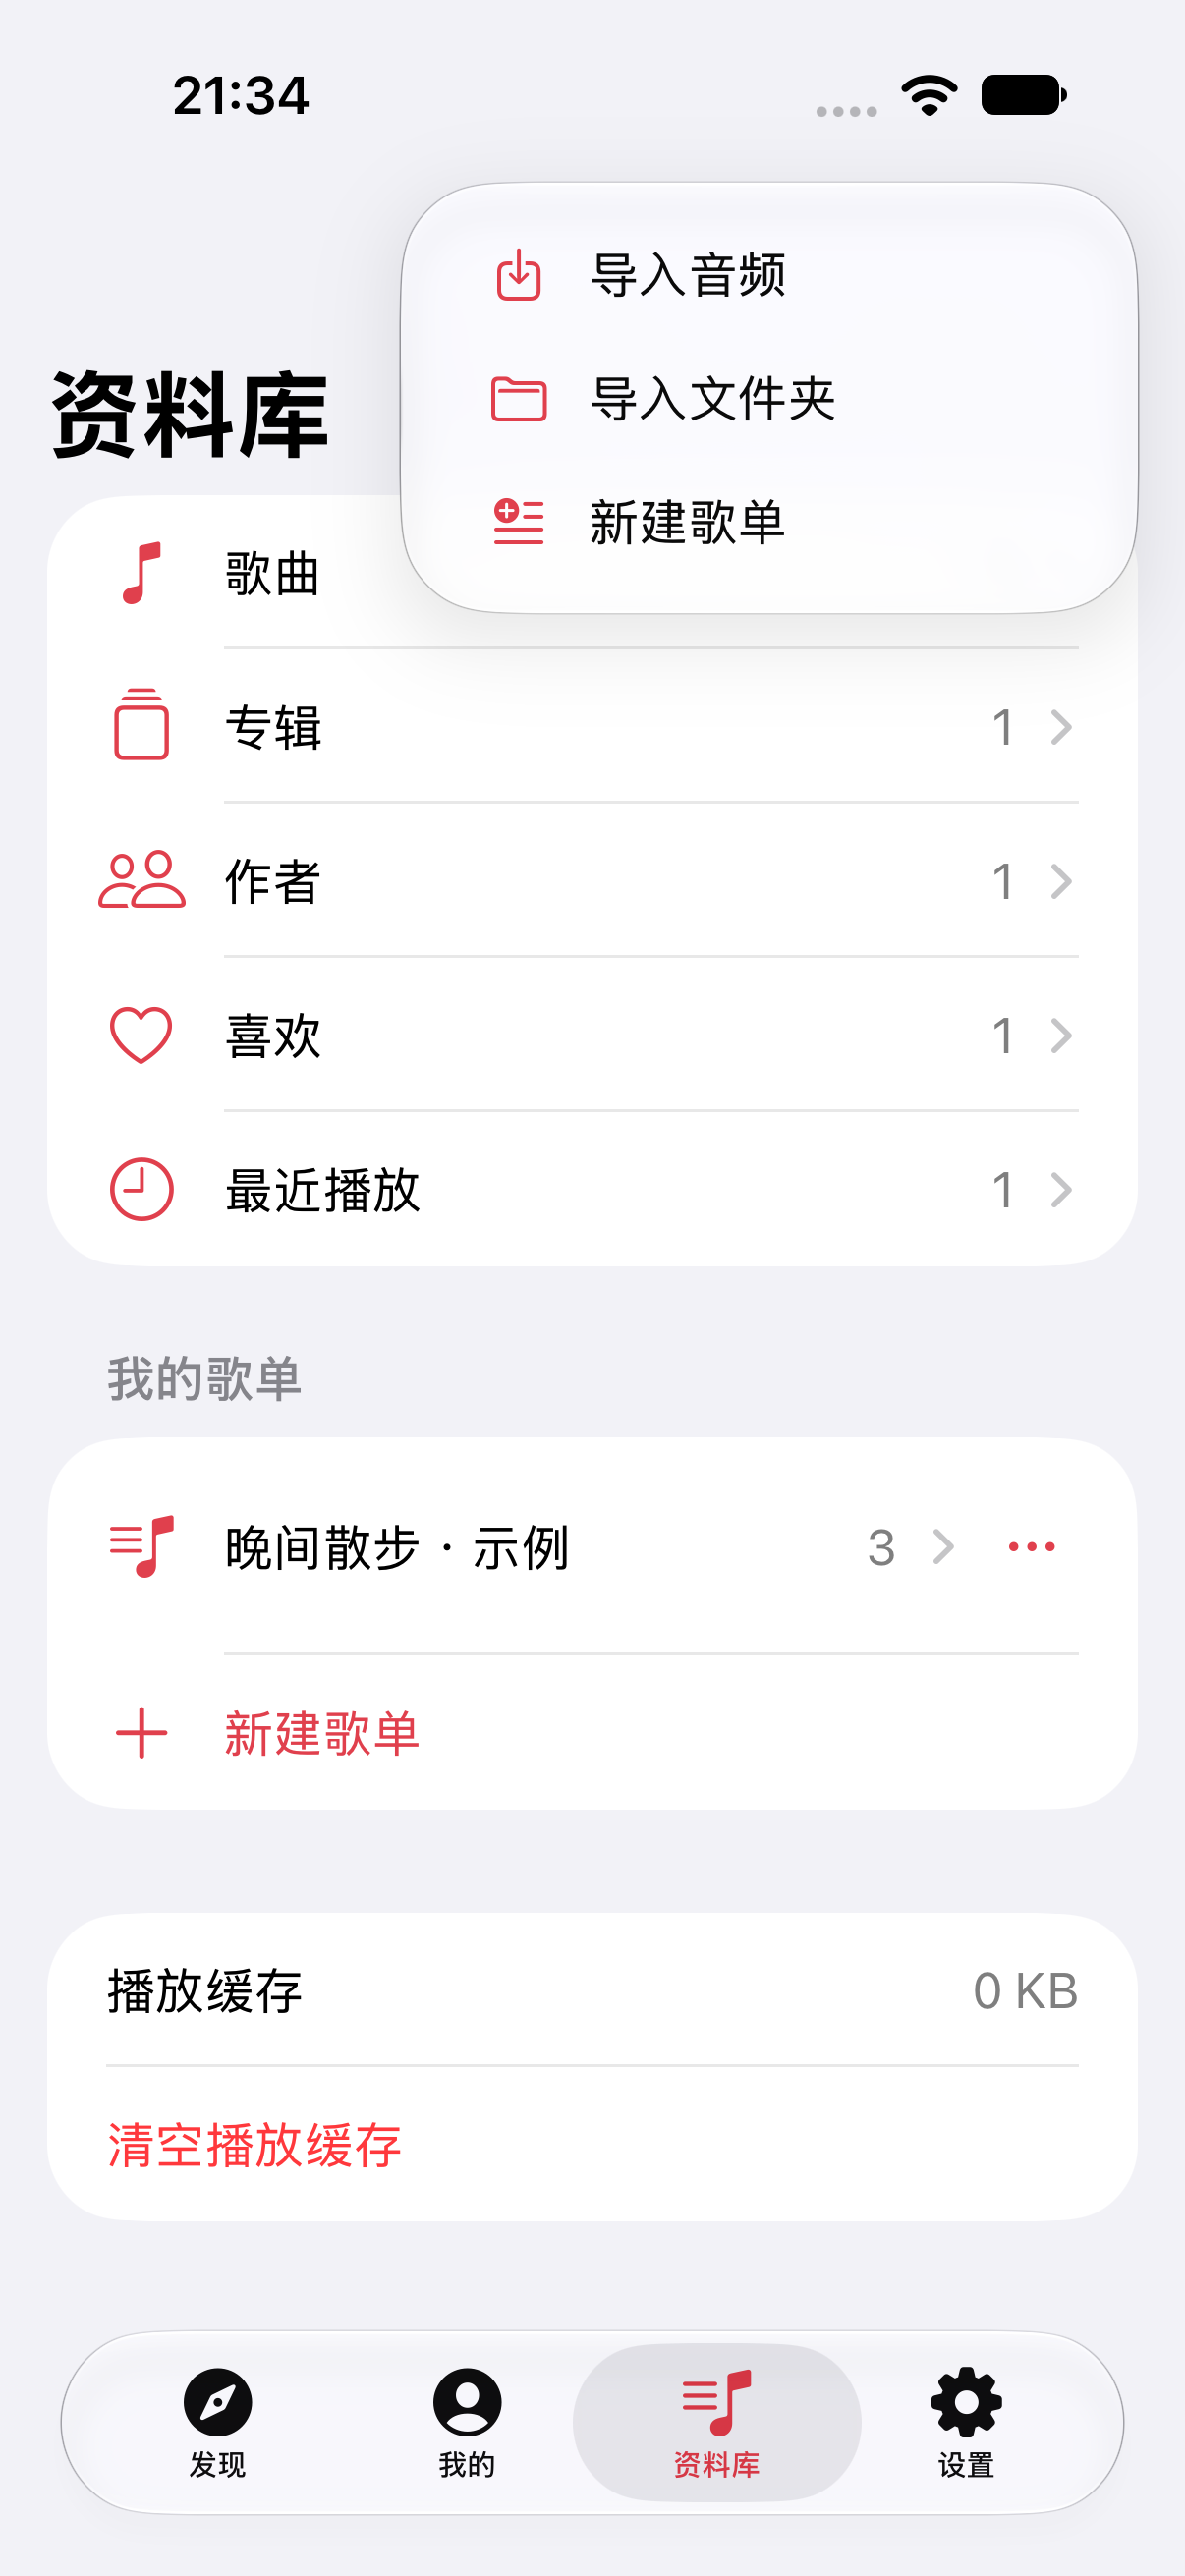 21:34
导入音频
导入文件夹
新建歌单
资料库
歌曲
专辑 1
作者 1
喜欢 1
最近播放 1
我的歌单
晚间散步 · 示例 3
新建歌单
播放缓存 0 KB
清空播放缓存
发现 我的 资料库 设置